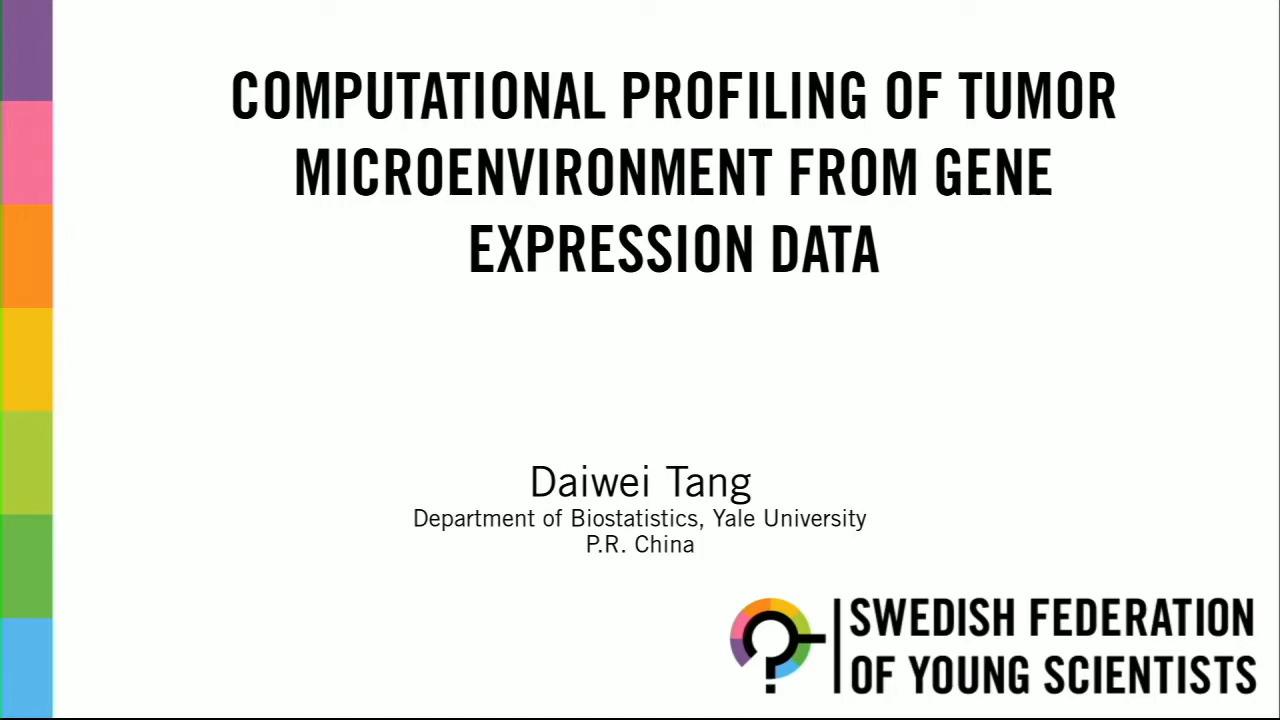 COMPUTATIONAL PROFILING OF TUMOR
MICROENVIRONMENT FROM GENE
EXPRESSION DATA
Daiwei Tang
Department of Biostatistics, Yale University
P.R. China
SWEDISH FEDERATION
OF YOUNG SCIENTISTS